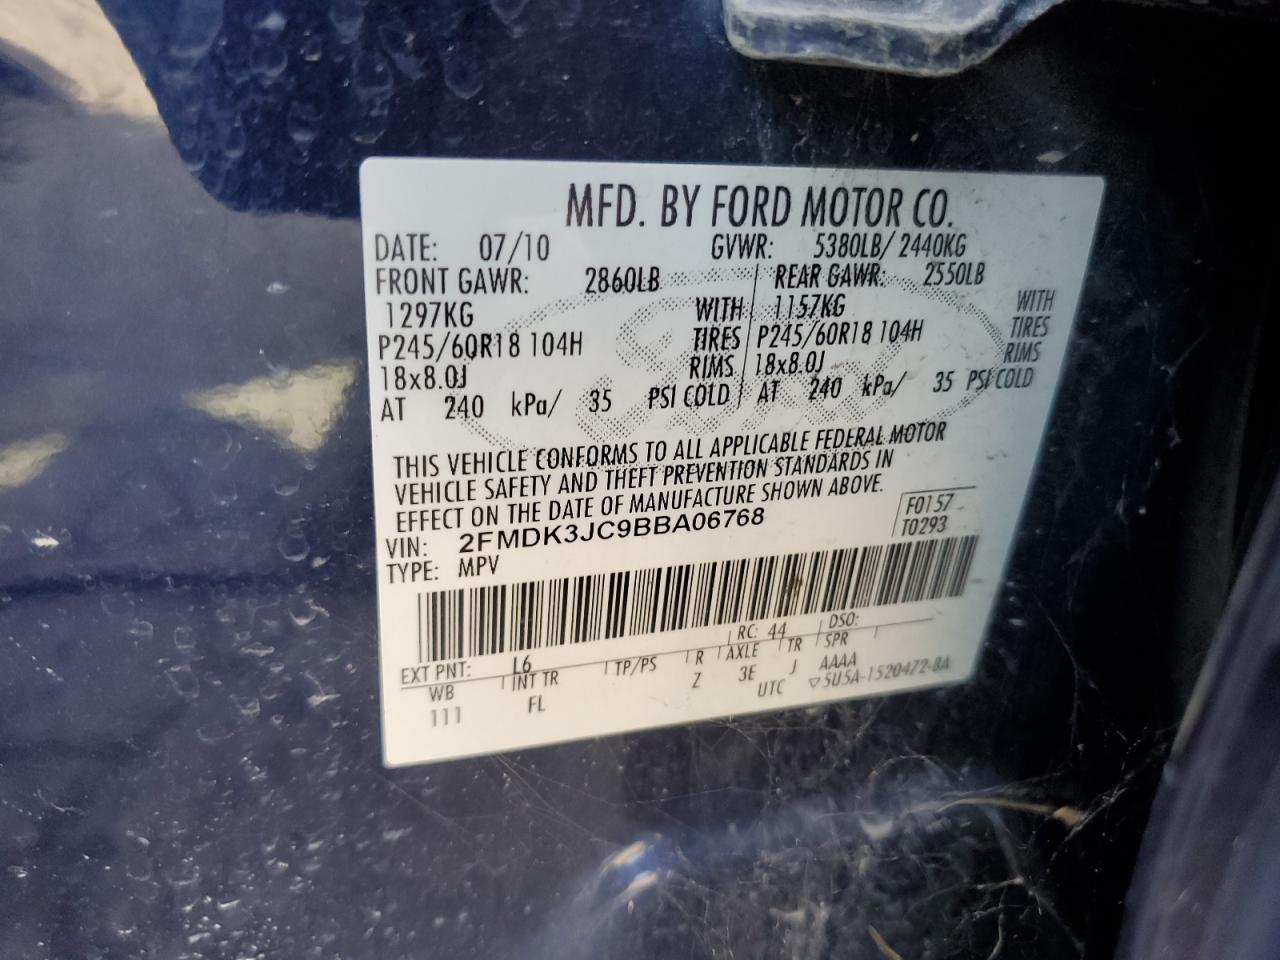 MFD. BY FORD MOTOR CO.
DATE: 07/10 GVWR: 5380LB/ 2440KG
FRONT GAWR: 2860LB REAR GAWR: 2550LB
1297KG WITH 1157KG WITH
P245/60R18 104H TIRES P245/60R18 104H TIRES
18x8.0J RIMS 18x8.0J RIMS
AT 240 kPa/ 35 PSI COLD AT 240 kPa/ 35 PSI COLD
THIS VEHICLE CONFORMS TO ALL APPLICABLE FEDERAL MOTOR
VEHICLE SAFETY AND THEFT PREVENTION STANDARDS IN
EFFECT ON THE DATE OF MANUFACTURE SHOWN ABOVE.
VIN: 2FMDK3JC9BBA06768 F0157
TYPE: MPV T0293
EXT PNT: L6 RC: 44 DSO:
WB INT TR TP/PS R AXLE TR SPR
111 FL Z 3E J AAAA
UTC ▽5U5A-1520472-BA